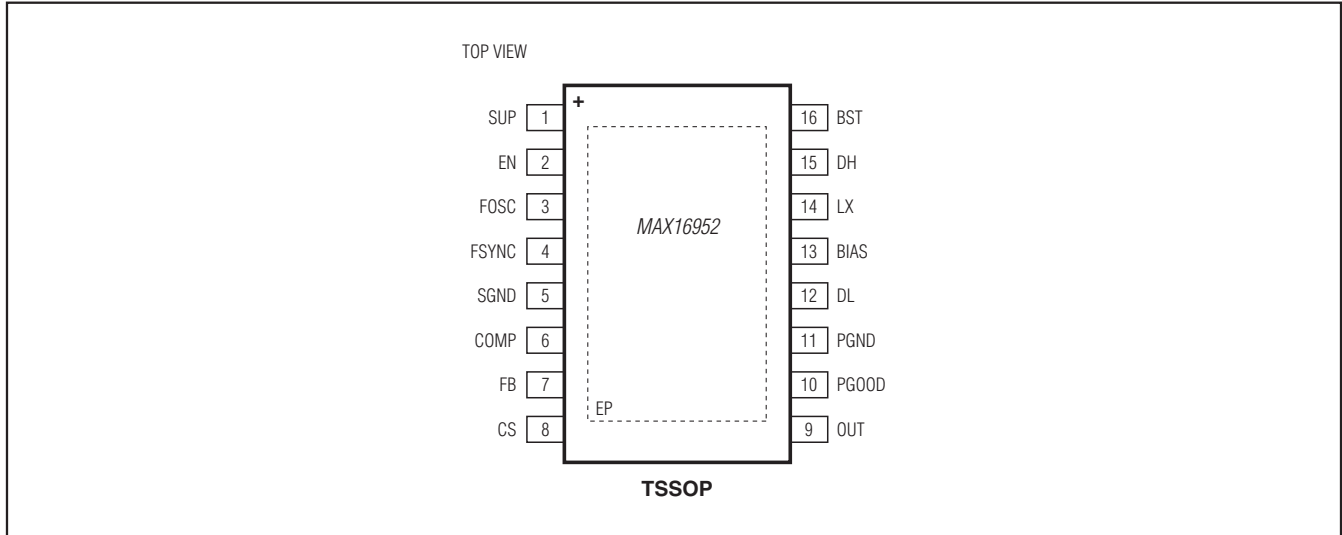 TOP VIEW
+
SUP 1
16 BST
EN 2
15 DH
FOSC 3
14 LX
MAX16952
FSYNC 4
13 BIAS
SGND 5
12 DL
COMP 6
11 PGND
FB 7
10 PGOOD
EP
CS 8
9 OUT
TSSOP